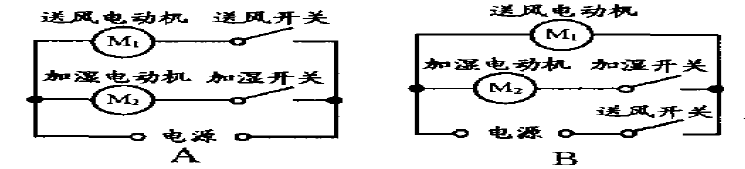 送风电动机 送风开关
M₁
加湿电动机 加湿开关
M₂
电源
A
送风电动机
M₁
加湿电动机 加湿开关
M₂
送风开关
电源
B